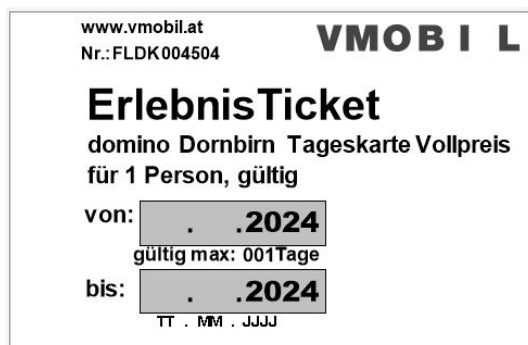 www.vmobil.at
VMOBIL
Nr.:FLDK004504
ErlebnisTicket
domino Dornbirn Tageskarte Vollpreis
für 1 Person, gültig
von: . .2024
gültig max: 001Tage
bis: . .2024
TT . MM . JJJJ